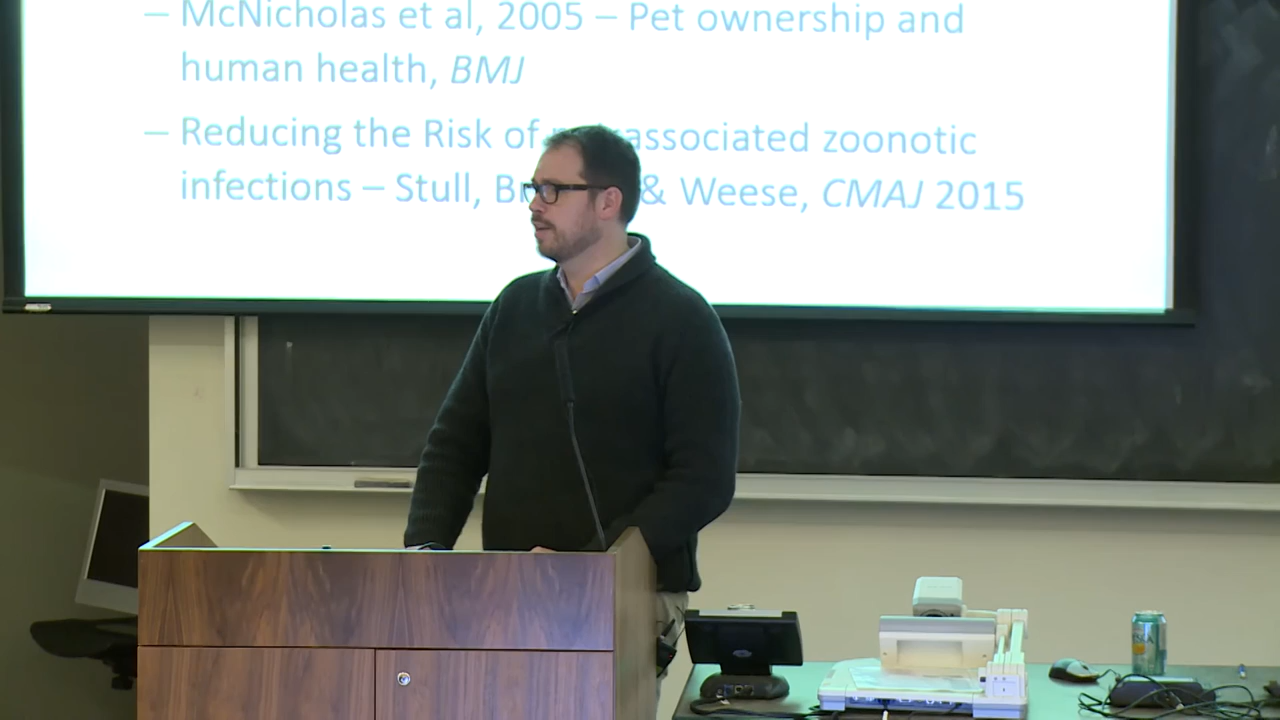 – McNicholas et al, 2005 – Pet ownership and
human health, BMJ
– Reducing the Risk of associated zoonotic
infections – Stull, & Weese, CMAJ 2015